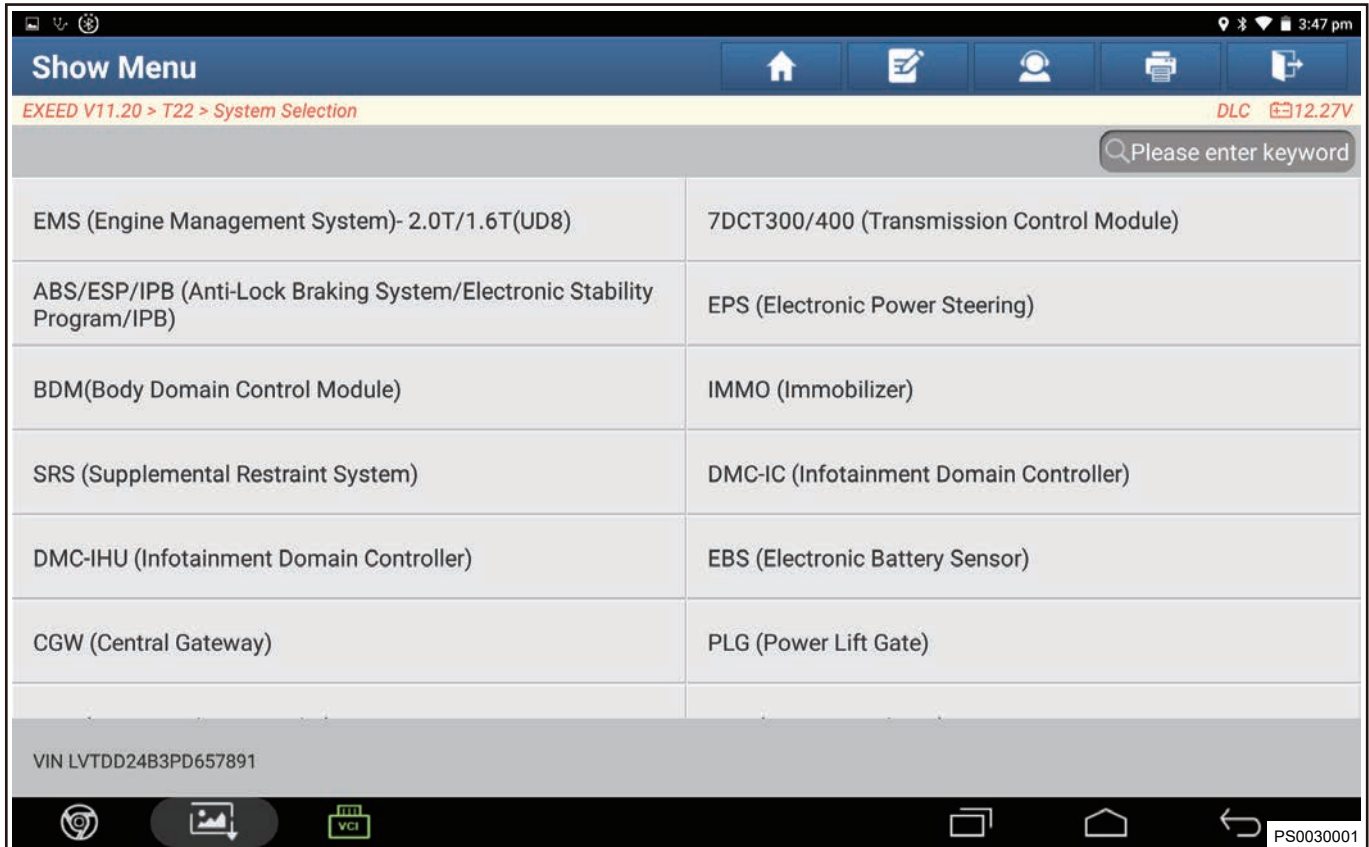 3:47 pm
Show Menu
EXEED V11.20 > T22 > System Selection
DLC 12.27V
Please enter keyword
EMS (Engine Management System)- 2.0T/1.6T(UD8)
7DCT300/400 (Transmission Control Module)
ABS/ESP/IPB (Anti-Lock Braking System/Electronic Stability
Program/IPB)
EPS (Electronic Power Steering)
BDM(Body Domain Control Module)
IMMO (Immobilizer)
SRS (Supplemental Restraint System)
DMC-IC (Infotainment Domain Controller)
DMC-IHU (Infotainment Domain Controller)
EBS (Electronic Battery Sensor)
CGW (Central Gateway)
PLG (Power Lift Gate)
VIN LVTDD24B3PD657891
VCI
PS0030001